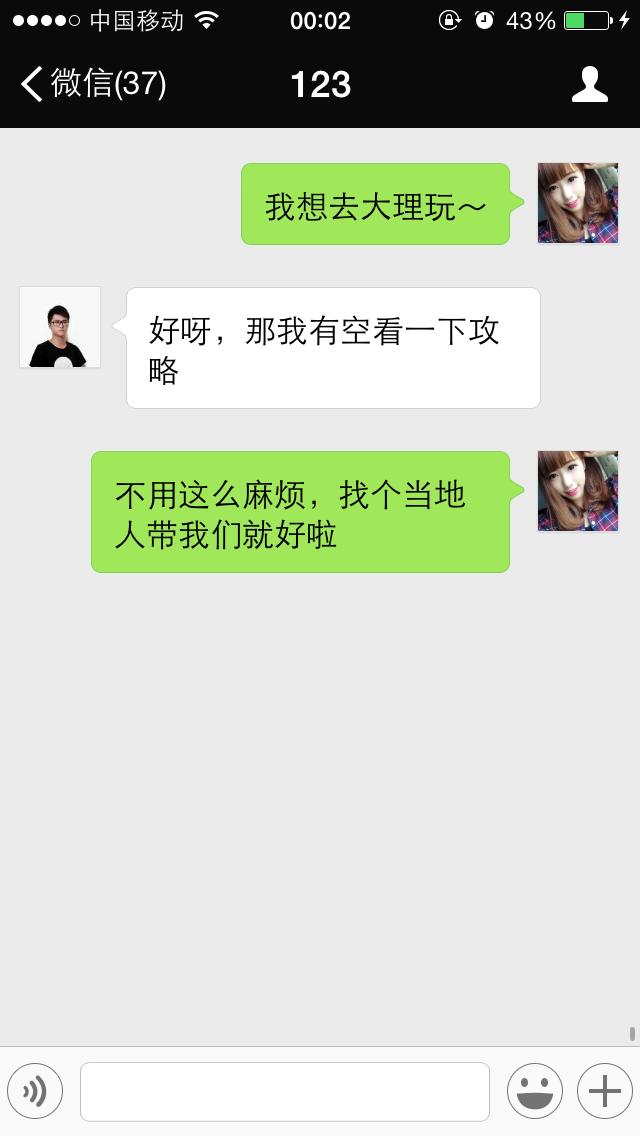 中国移动 00:02 43%
微信(37) 123
我想去大理玩～
好呀，那我有空看一下攻
略
不用这么麻烦，找个当地
人带我们就好啦